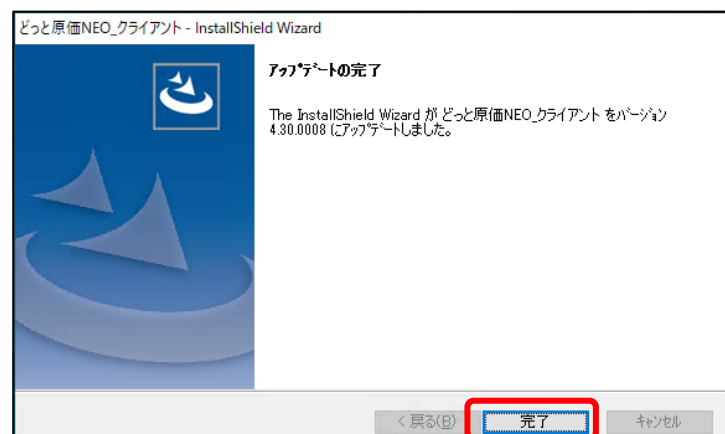 どっと原価NEO_クライアント - InstallShield Wizard
ｱｯﾌﾟﾃﾞｰﾄの完了
The InstallShield Wizard が どっと原価NEO_クライアント をﾊﾞｰｼﾞｮﾝ
4.30.0008 にｱｯﾌﾟﾃﾞｰﾄしました。
< 戻る(B)
完了
ｷｬﾝｾﾙ